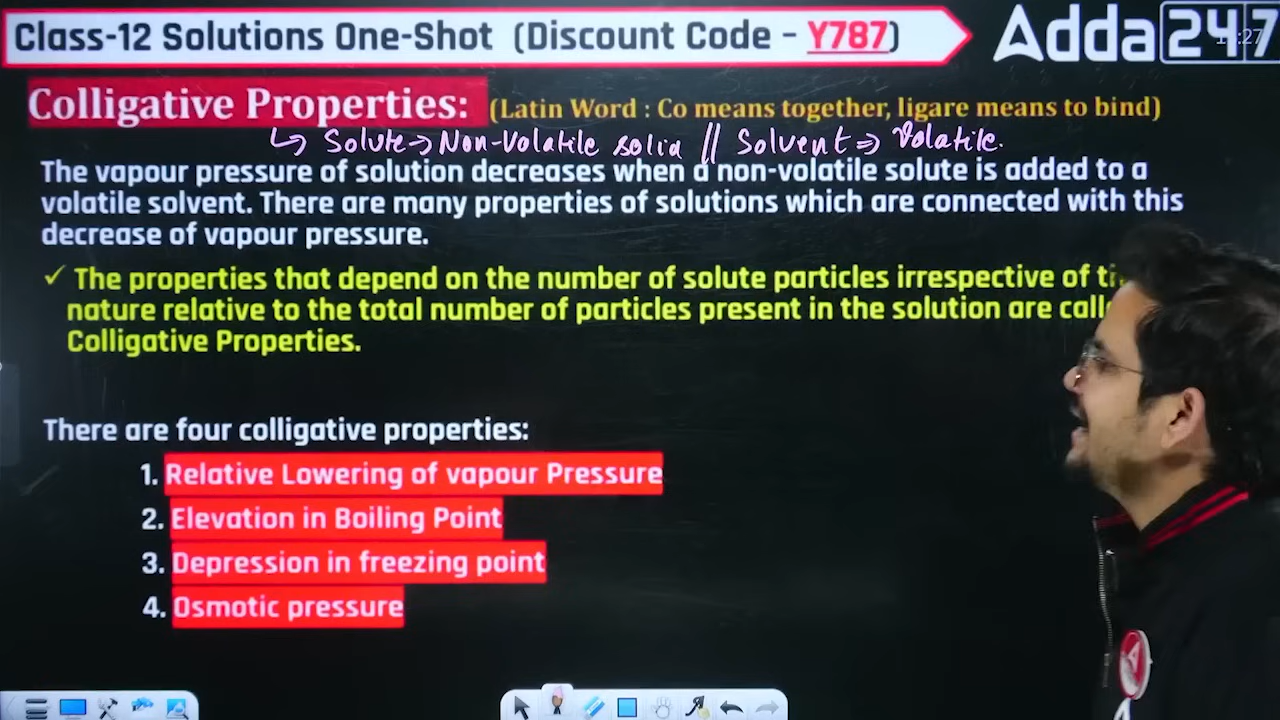 Class-12 Solutions One-Shot (Discount Code - Y787)
Adda 247
Colligative Properties: (Latin Word : Co means together, ligare means to bind)
↳ Solute → Non-Volatile solid || Solvent ⇒ Volatile.
The vapour pressure of solution decreases when a non-volatile solute is added to a
volatile solvent. There are many properties of solutions which are connected with this
decrease of vapour pressure.
✓ The properties that depend on the number of solute particles irrespective of
nature relative to the total number of particles present in the solution are
Colligative Properties.
There are four colligative properties:
1. Relative Lowering of vapour Pressure
2. Elevation in Boiling Point
3. Depression in freezing point
4. Osmotic pressure